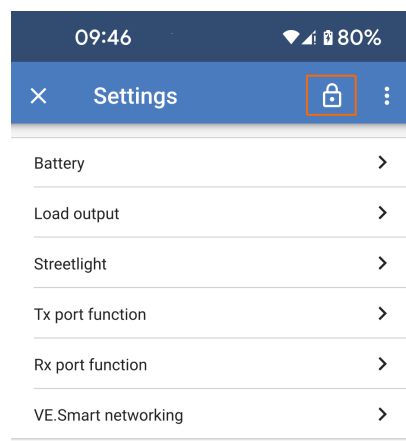 09:46 80%
Settings
Battery
Load output
Streetlight
Tx port function
Rx port function
VE.Smart networking